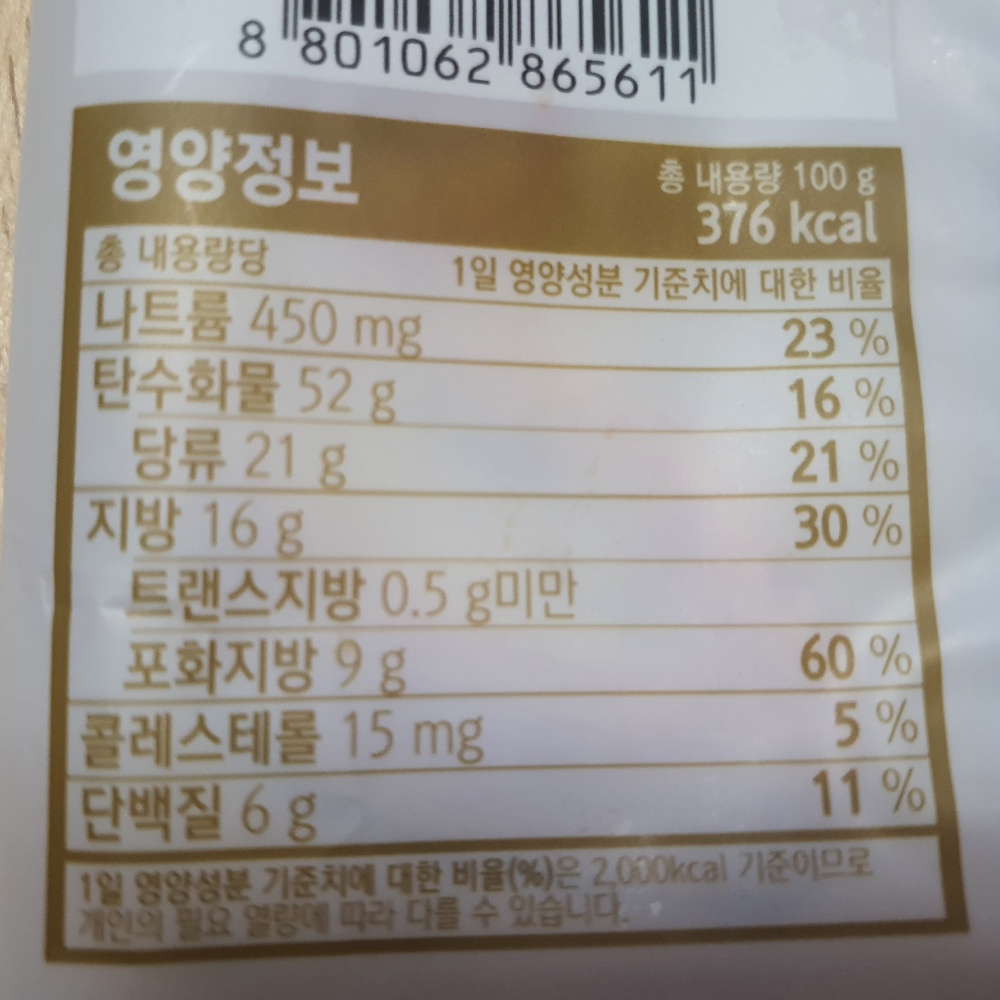 8 801062 865611
영양정보
총 내용량 100 g
376 kcal
총 내용량당
1일 영양성분 기준치에 대한 비율
나트륨 450 mg 23 %
탄수화물 52 g 16 %
당류 21 g 21 %
지방 16 g 30 %
트랜스지방 0.5 g미만
포화지방 9 g 60 %
콜레스테롤 15 mg 5 %
단백질 6 g 11 %
1일 영양성분 기준치에 대한 비율(%)은 2,000kcal 기준이므로
개인의 필요 열량에 따라 다를 수 있습니다.